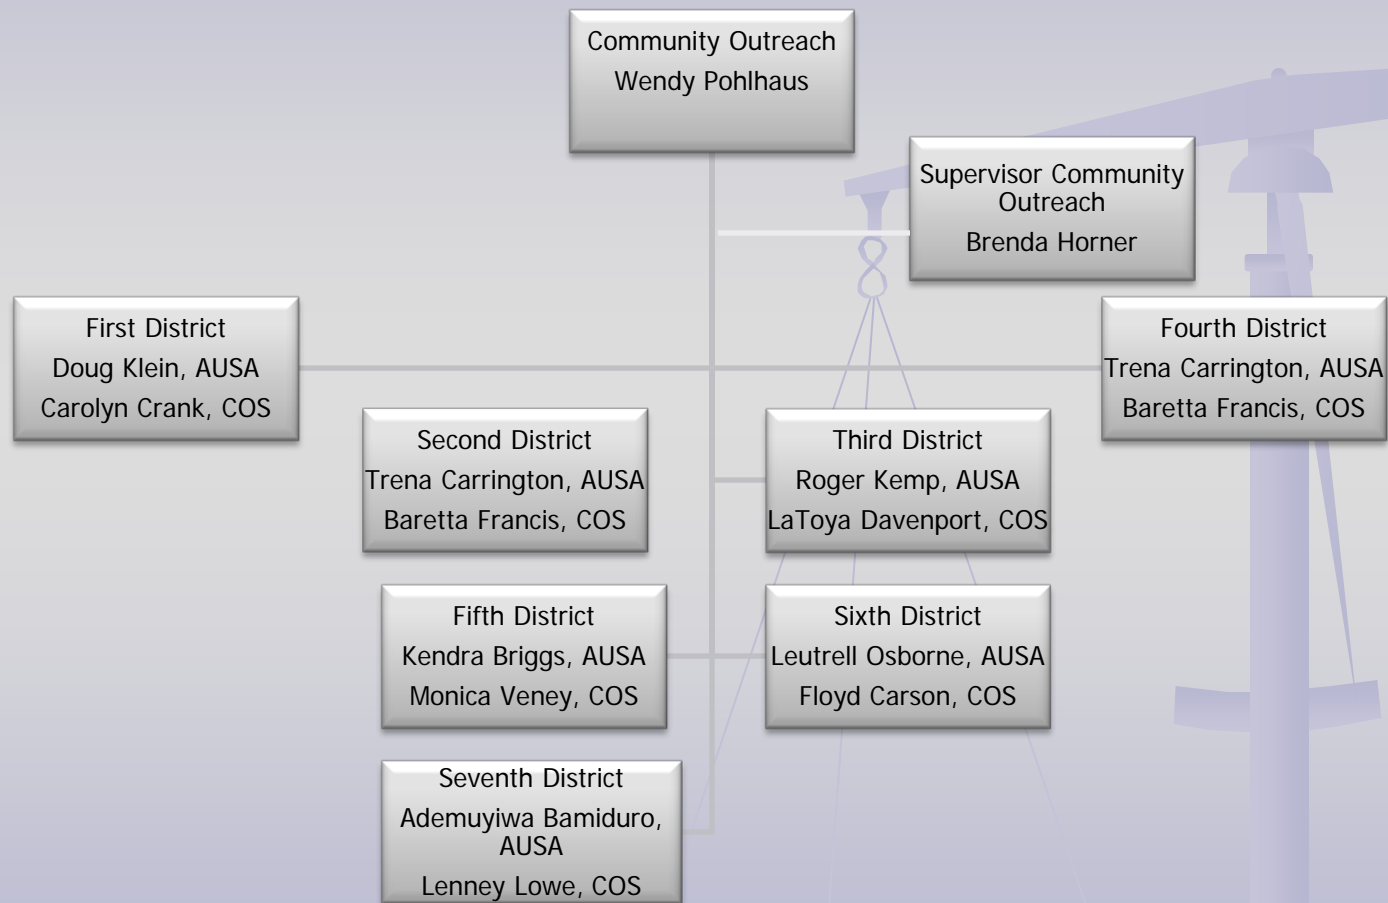 Community Outreach
Wendy Pohlhaus
Supervisor Community
Outreach
Brenda Horner
First District
Doug Klein, AUSA
Carolyn Crank, COS
Fourth District
Trena Carrington, AUSA
Baretta Francis, COS
Second District
Trena Carrington, AUSA
Baretta Francis, COS
Third District
Roger Kemp, AUSA
LaToya Davenport, COS
Fifth District
Kendra Briggs, AUSA
Monica Veney, COS
Sixth District
Leutrell Osborne, AUSA
Floyd Carson, COS
Seventh District
Ademuyiwa Bamiduro,
AUSA
Lenney Lowe, COS